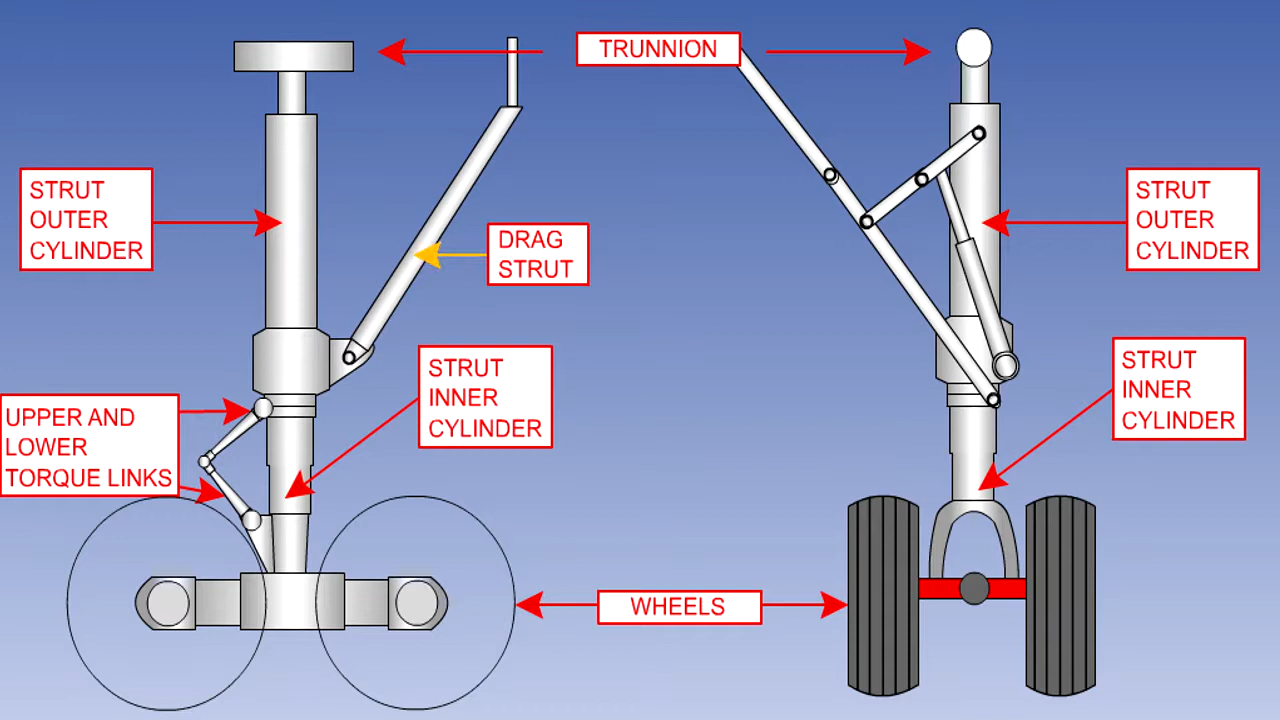 TRUNNION
STRUT
OUTER
CYLINDER
DRAG
STRUT
STRUT
OUTER
CYLINDER
STRUT
INNER
CYLINDER
STRUT
INNER
CYLINDER
UPPER AND
LOWER
TORQUE LINKS
WHEELS